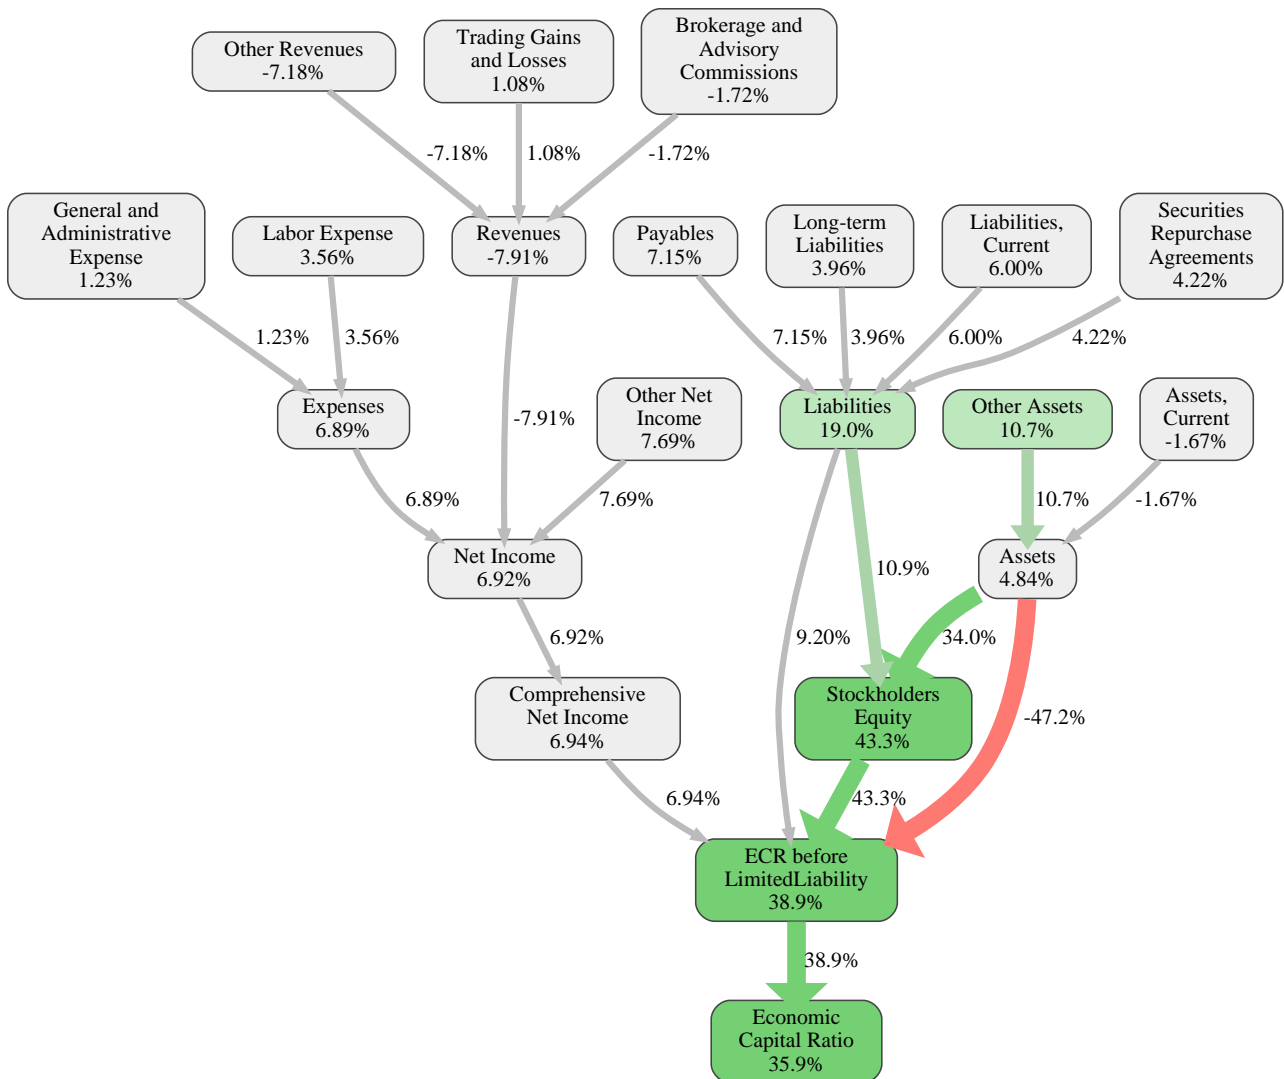 Other Revenues
-7.18%
Trading Gains
and Losses
1.08%
Brokerage and
Advisory
Commissions
-1.72%
-7.18%
1.08%
-1.72%
General and
Administrative
Expense
1.23%
Labor Expense
3.56%
Revenues
-7.91%
Payables
7.15%
Long-term
Liabilities
3.96%
Liabilities,
Current
6.00%
Securities
Repurchase
Agreements
4.22%
1.23%
3.56%
7.15%
3.96%
6.00%
4.22%
Expenses
6.89%
-7.91%
Other Net
Income
7.69%
Liabilities
19.0%
Other Assets
10.7%
Assets,
Current
-1.67%
6.89%
7.69%
10.7%
-1.67%
Net Income
6.92%
10.9%
Assets
4.84%
6.92%
9.20%
34.0%
Comprehensive
Net Income
6.94%
Stockholders
Equity
43.3%
-47.2%
6.94%
43.3%
ECR before
LimitedLiability
38.9%
38.9%
Economic
Capital Ratio
35.9%